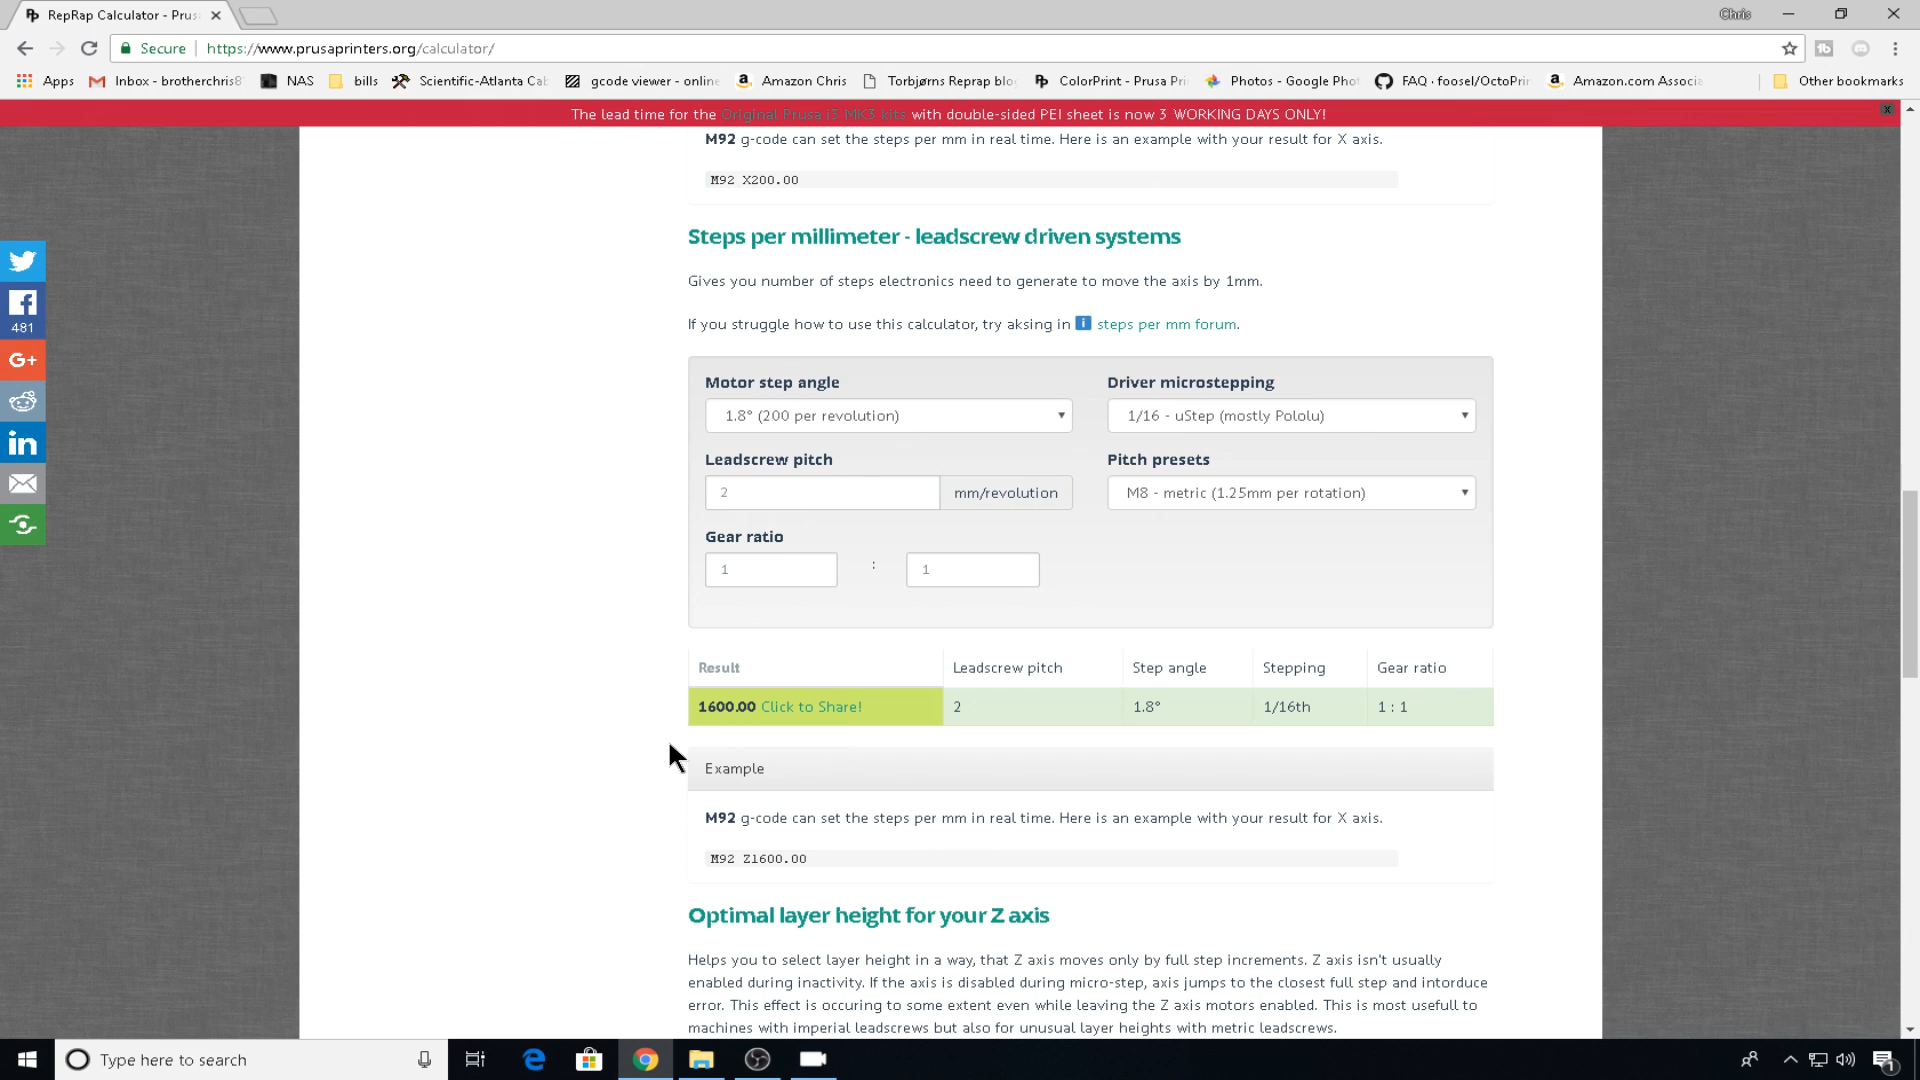 RepRap Calculator - Prus
Chris
Secure https://www.prusaprinters.org/calculator/
Apps Inbox - brotherchris8 NAS bills Scientific-Atlanta Cab gcode viewer - online Amazon Chris Torbjørns Reprap blo ColorPrint - Prusa Pri Photos - Google Phot FAQ · foosel/OctoPrin Amazon.com Associa Other bookmarks
The lead time for the Original Prusa i3 MK3 kits with double-sided PEI sheet is now 3 WORKING DAYS ONLY!
M92 g-code can set the steps per mm in real time. Here is an example with your result for X axis.
M92 X200.00
Steps per millimeter - leadscrew driven systems
Gives you number of steps electronics need to generate to move the axis by 1mm.
If you struggle how to use this calculator, try aksing in i steps per mm forum.
481
G+
in
Motor step angle Driver microstepping
1.8° (200 per revolution) 1/16 - uStep (mostly Pololu)
Leadscrew pitch Pitch presets
2 mm/revolution M8 - metric (1.25mm per rotation)
Gear ratio
1 : 1
Result Leadscrew pitch Step angle Stepping Gear ratio
1600.00 Click to Share! 2 1.8° 1/16th 1 : 1
Example
M92 g-code can set the steps per mm in real time. Here is an example with your result for X axis.
M92 Z1600.00
Optimal layer height for your Z axis
Helps you to select layer height in a way, that Z axis moves only by full step increments. Z axis isn't usually
enabled during inactivity. If the axis is disabled during micro-step, axis jumps to the closest full step and intorduce
error. This effect is occuring to some extent even while leaving the Z axis motors enabled. This is most usefull to
machines with imperial leadscrews but also for unusual layer heights with metric leadscrews.
Type here to search
1